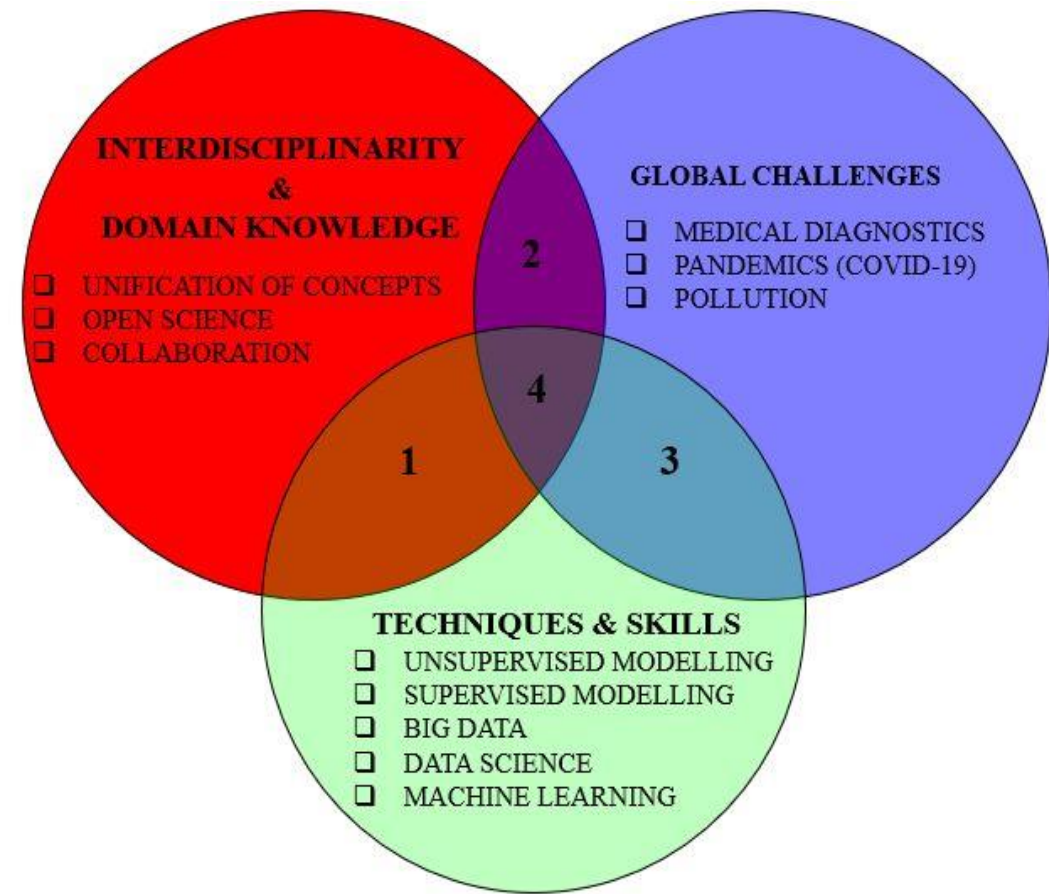 INTERDISCIPLINARITY
&
DOMAIN KNOWLEDGE
❑ UNIFICATION OF CONCEPTS
❑ OPEN SCIENCE
❑ COLLABORATION
GLOBAL CHALLENGES
❑ MEDICAL DIAGNOSTICS
❑ PANDEMICS (COVID-19)
❑ POLLUTION
2
4
1
3
TECHNIQUES & SKILLS
❑ UNSUPERVISED MODELLING
❑ SUPERVISED MODELLING
❑ BIG DATA
❑ DATA SCIENCE
❑ MACHINE LEARNING